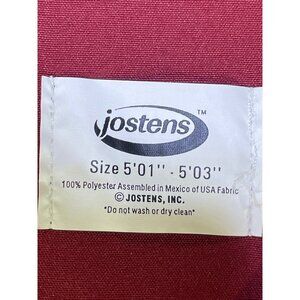 jostens™
Size 5'01'' - 5'03''
100% Polyester Assembled in Mexico of USA Fabric
© JOSTENS, INC.
*Do not wash or dry clean*